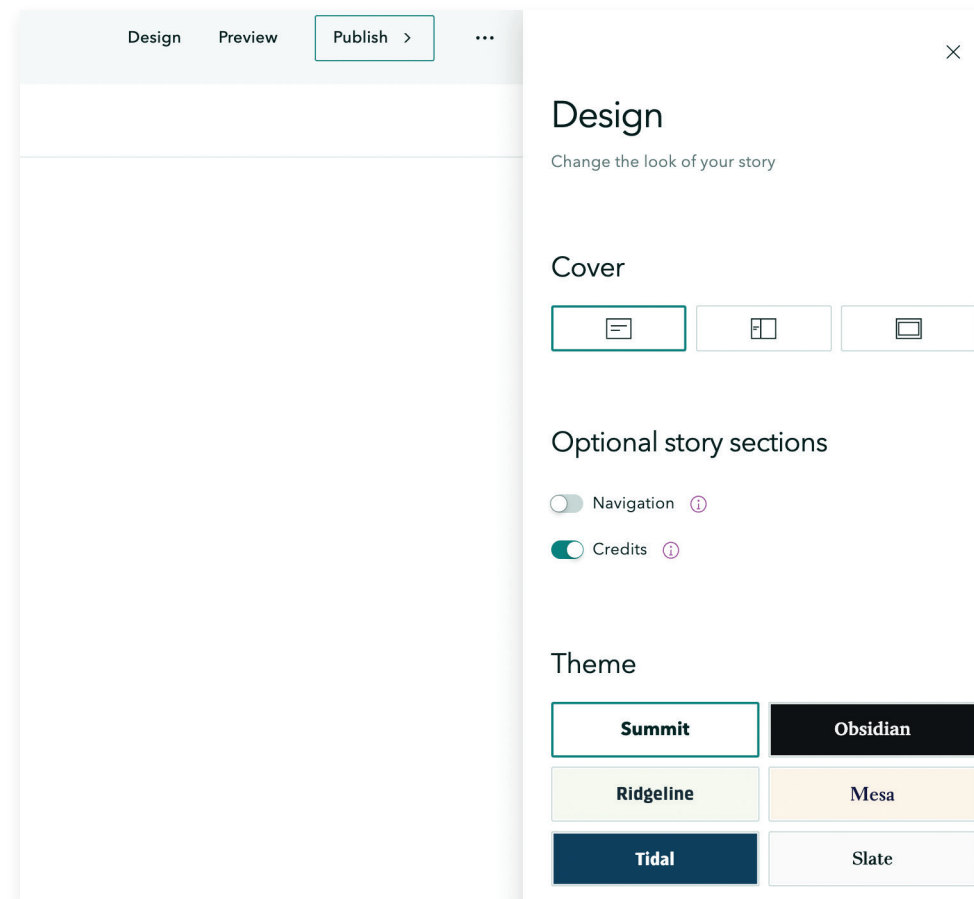 Design Preview Publish
Design
Change the look of your story
Cover
Optional story sections
Navigation
Credits
Theme
Summit Obsidian
Ridgeline Mesa
Tidal Slate